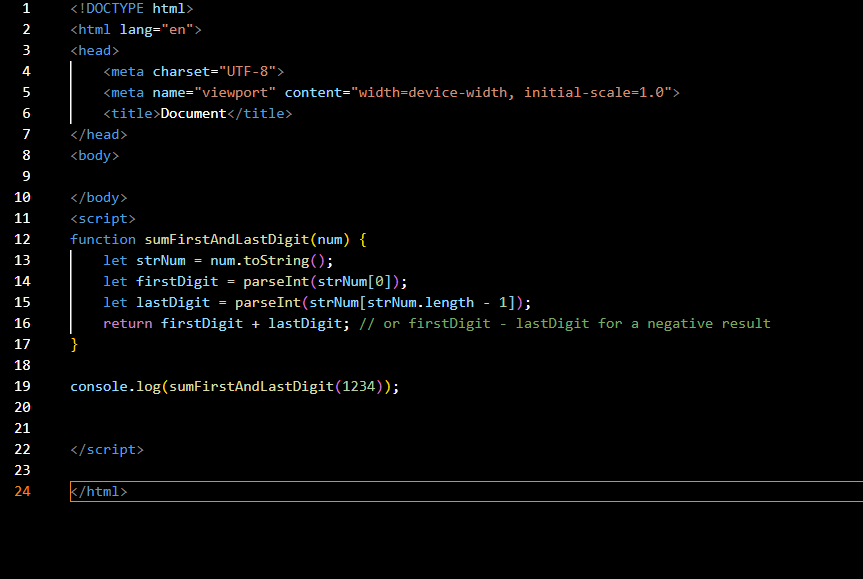 1 <!DOCTYPE html>
2 <html lang="en">
3 <head>
4     <meta charset="UTF-8">
5     <meta name="viewport" content="width=device-width, initial-scale=1.0">
6     <title>Document</title>
7 </head>
8 <body>
9
10 </body>
11 <script>
12 function sumFirstAndLastDigit(num) {
13     let strNum = num.toString();
14     let firstDigit = parseInt(strNum[0]);
15     let lastDigit = parseInt(strNum[strNum.length - 1]);
16     return firstDigit + lastDigit; // or firstDigit - lastDigit for a negative result
17 }
18
19 console.log(sumFirstAndLastDigit(1234));
20
21
22 </script>
23
24 </html>